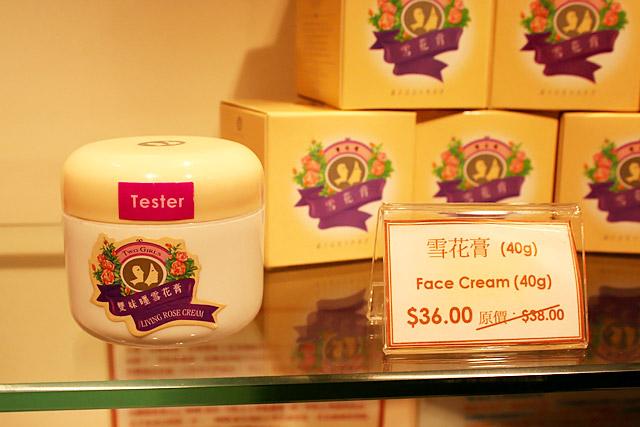 雪花膏
雪花膏
雪花膏
雪花膏
Tester
TWO GIRLS
雙妹嚜雪花膏
LIVING ROSE CREAM
雪花膏 (40g)
Face Cream (40g)
$36.00 原價：$38.00